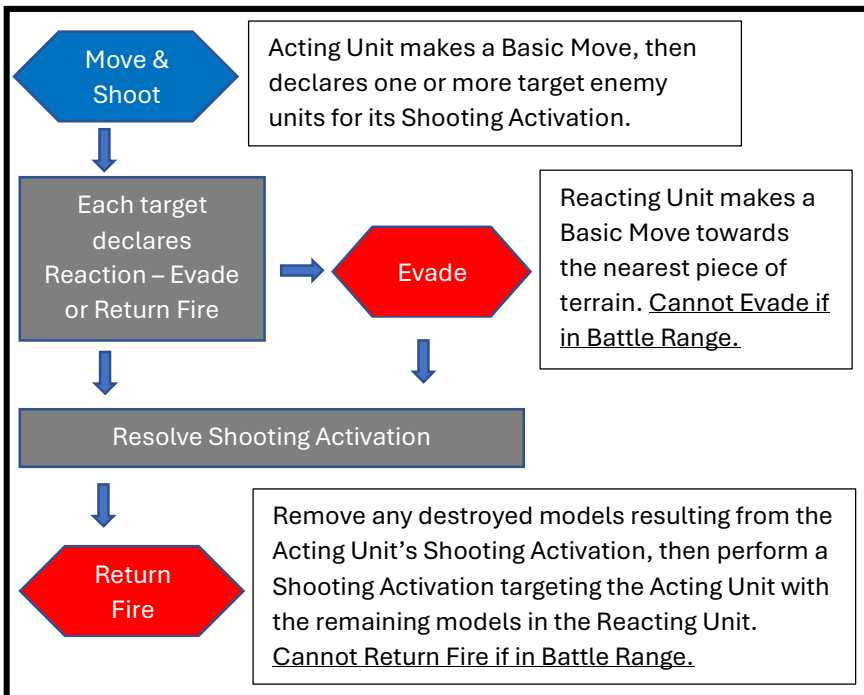 Move &
Shoot
Acting Unit makes a Basic Move, then
declares one or more target enemy
units for its Shooting Activation.
Each target
declares
Reaction – Evade
or Return Fire
Evade
Reacting Unit makes a
Basic Move towards
the nearest piece of
terrain. Cannot Evade if
in Battle Range.
Resolve Shooting Activation
Return
Fire
Remove any destroyed models resulting from the
Acting Unit’s Shooting Activation, then perform a
Shooting Activation targeting the Acting Unit with
the remaining models in the Reacting Unit.
Cannot Return Fire if in Battle Range.